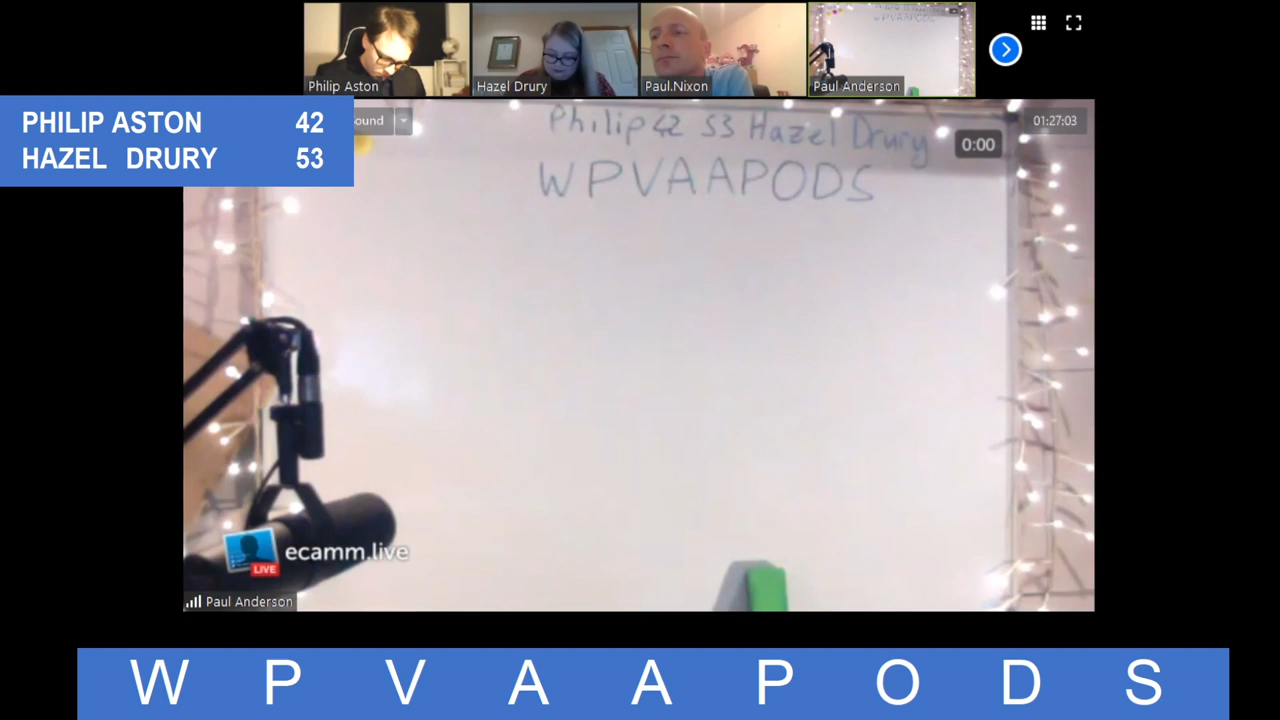 Philip Aston
Hazel Drury
Paul.Nixon
Paul Anderson
PHILIP ASTON 42
HAZEL DRURY 53
ound
01:27:03
0:00
Philip 42 53 Hazel Drury
WPVAAPODS
ecamm.live
LIVE
Paul Anderson
W P V A A P O D S